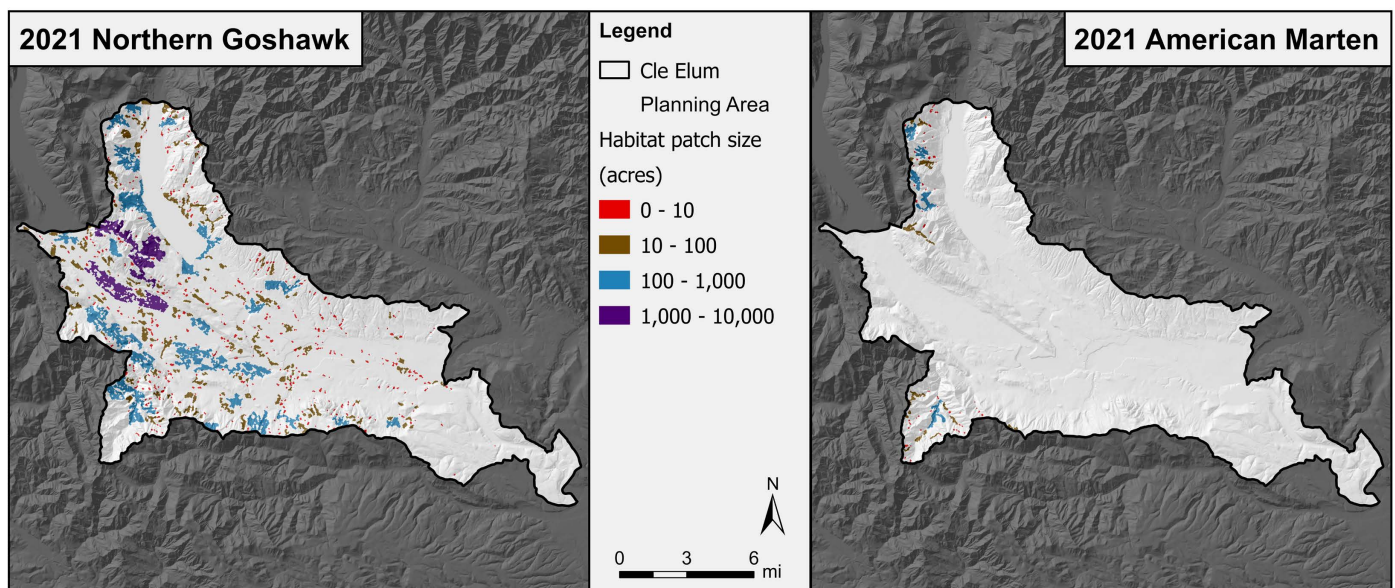 2021 Northern Goshawk
Legend
Cle Elum
Planning Area
Habitat patch size
(acres)
0 - 10
10 - 100
100 - 1,000
1,000 - 10,000
N
0 3 6
mi
2021 American Marten